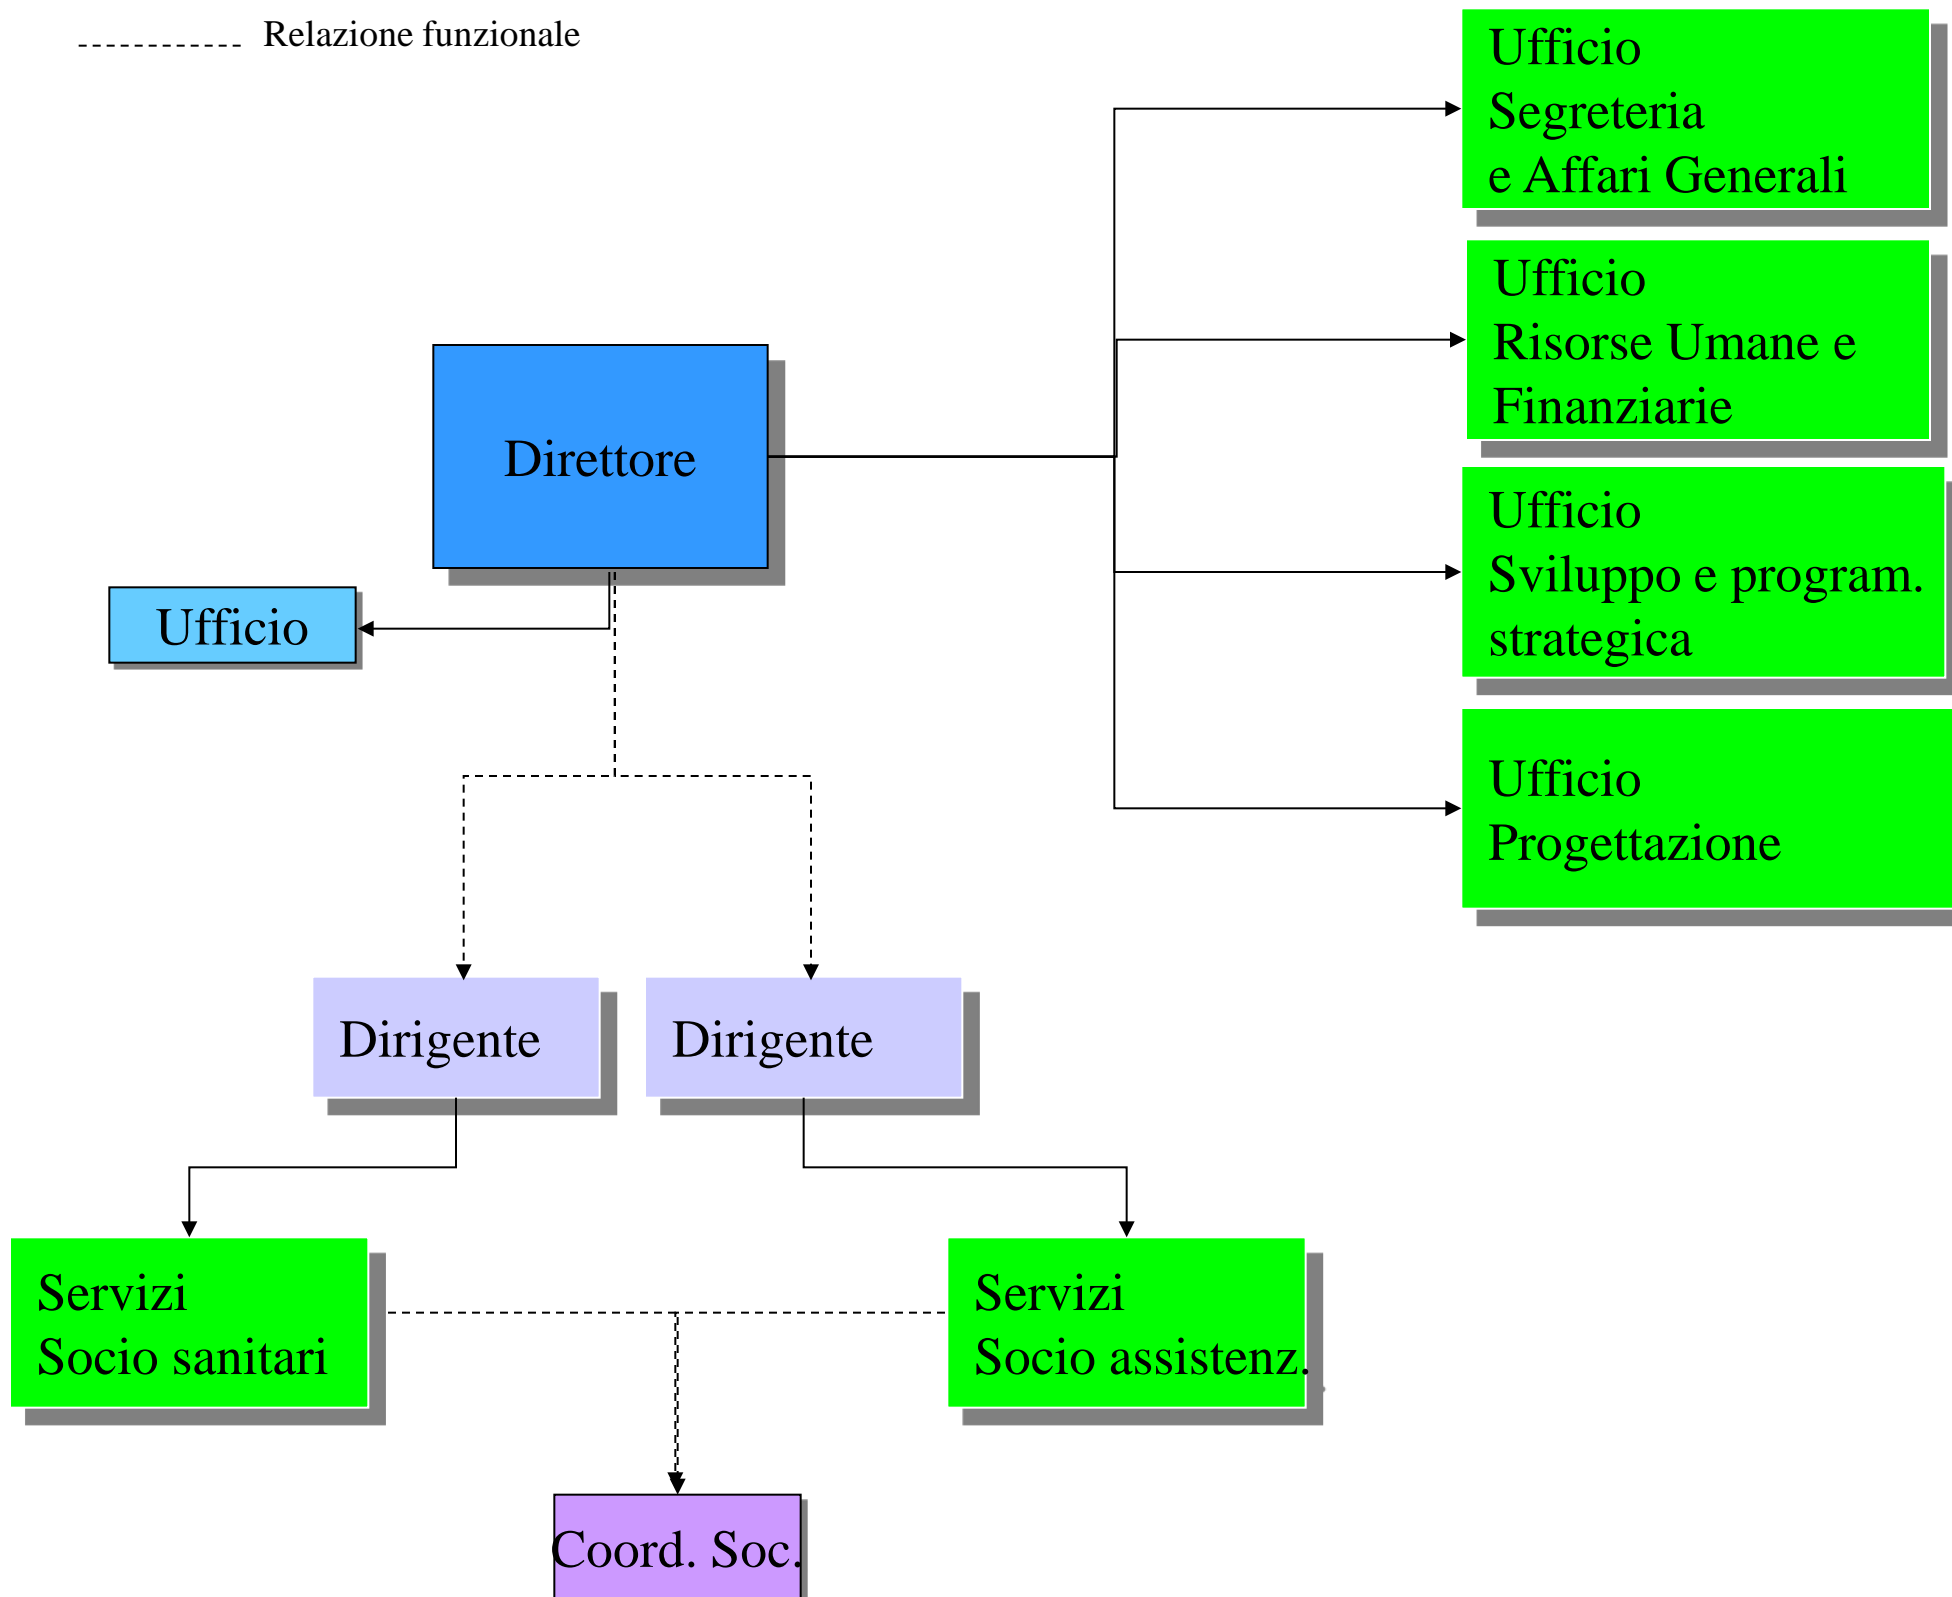 Relazione funzionale
Ufficio
Segreteria
e Affari Generali
Ufficio
Risorse Umane e
Finanziarie
Direttore
Ufficio
Sviluppo e program.
strategica
Ufficio
Ufficio
Progettazione
Dirigente
Dirigente
Servizi
Socio sanitari
Servizi
Socio assistenz.
Coord. Soc.